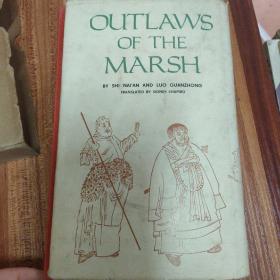 OUTLAWS
OF THE
MARSH
BY SHI NAI'AN AND LUO GUANZHONG
TRANSLATED BY SIDNEY SHAPIRO